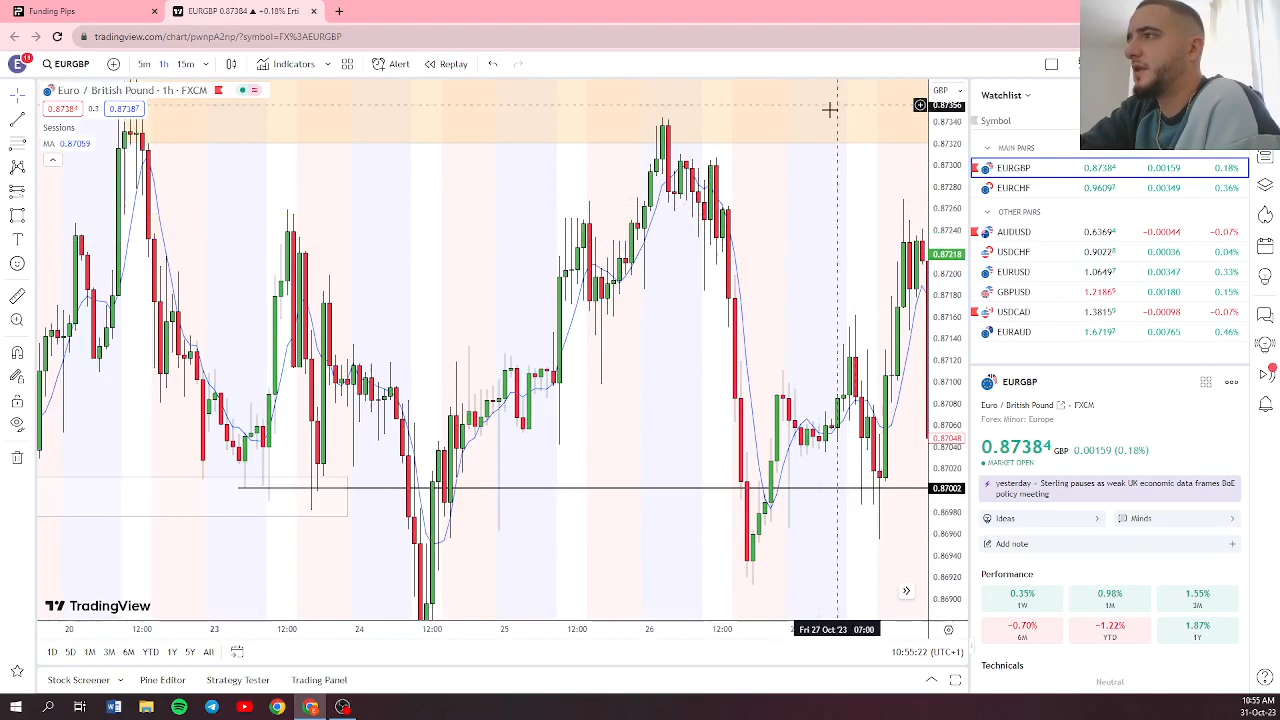 Funding Pips
EURGBP 0.87384 ▲ +0.18% Erti
tradingview.com/chart/pwnpA2np/?symbol=FX%3AEURGBP
E 11 EURGBP 5m 1h 15m Indicators Alert Replay
Euro / British Pound · 1h · FXCM
0.87384 0.3 0.87387
Sessions
MA 0.87059
GBP
0.87356
0.87340
0.87320
0.87300
0.87280
0.87260
0.87240
0.87218
0.87200
0.87180
0.87160
0.87140
0.87120
0.87100
0.87080
0.87060
0.87048
0.87020
0.87002
0.86980
0.86960
0.86940
0.86920
0.86900
TradingView
20 12:00 23 12:00 24 12:00 25 12:00 26 12:00 Fri 27 Oct '23 07:00
1D 5D 1M 3M 6M YTD 1Y 5Y All 10:55:22 (UTC+1)
Stock Screener Pine Editor Strategy Tester Trading Panel
Watchlist
Symbol
MAIN PAIRS
EURGBP 0.87384 0.00159 0.18%
EURCHF 0.96092 0.00349 0.36%
OTHER PAIRS
AUDUSD 0.63694 −0.00044 −0.07%
USDCHF 0.90228 0.00036 0.04%
EURUSD 1.06497 0.00347 0.33%
GBPUSD 1.21869 0.00180 0.15%
USDCAD 1.38159 −0.00098 −0.07%
EURAUD 1.67192 0.00765 0.46%
EURGBP
Euro / British Pound · FXCM
Forex Minor: Europe
0.87384 GBP 0.00159 (0.18%)
MARKET OPEN
yesterday • Sterling pauses as weak UK economic data frames BoE
policy meeting
Ideas Minds
Add note
Performance
0.35% 0.98% 1.55%
1W 1M 3M
−0.70% −1.22% 1.87%
6M YTD 1Y
Technicals
Neutral
10:55 AM
31-Oct-23